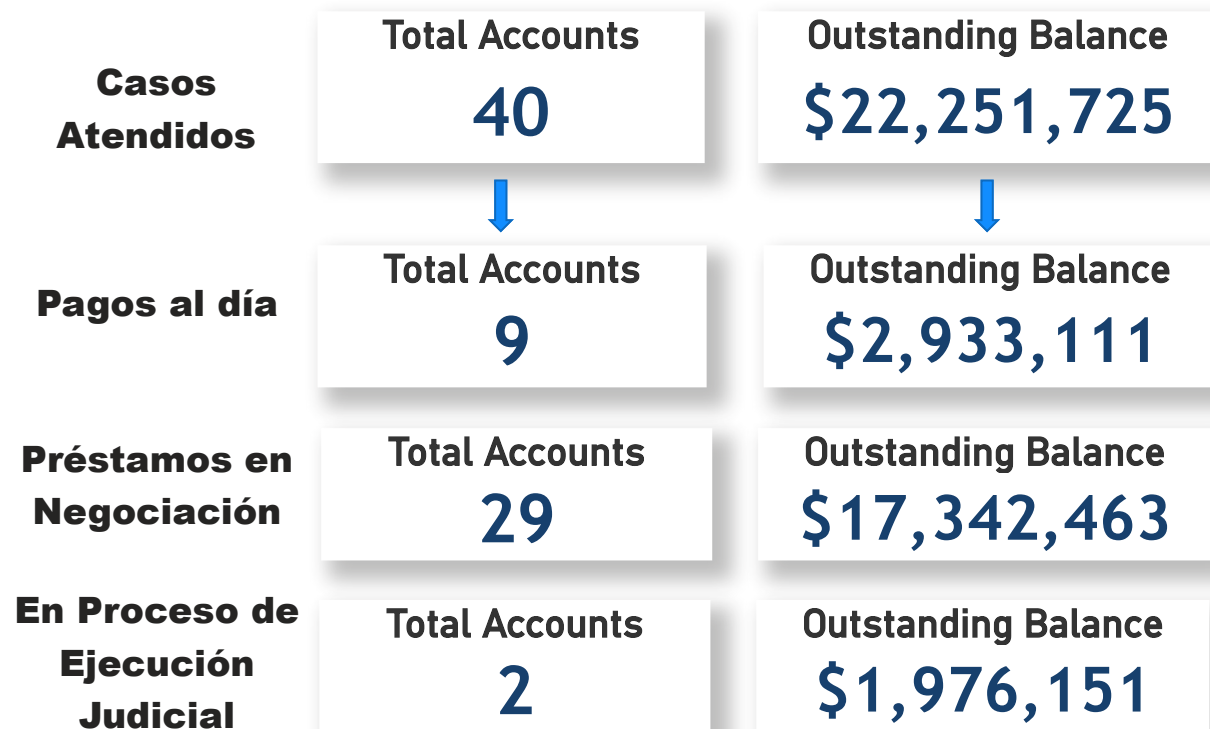 Casos
Atendidos
Total Accounts
40
Outstanding Balance
$22,251,725
Pagos al día
Total Accounts
9
Outstanding Balance
$2,933,111
Préstamos en
Negociación
Total Accounts
29
Outstanding Balance
$17,342,463
En Proceso de
Ejecución
Judicial
Total Accounts
2
Outstanding Balance
$1,976,151